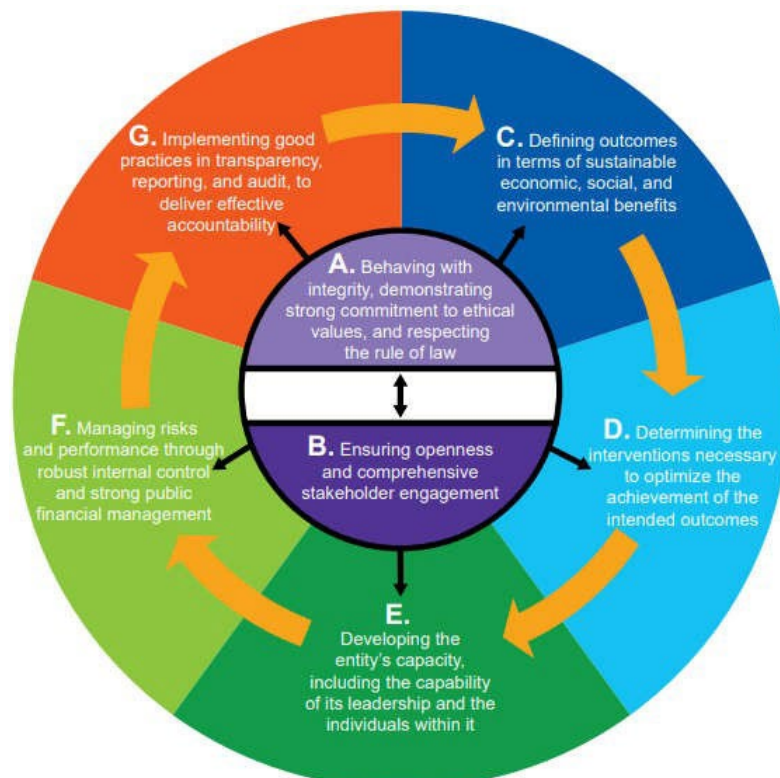 G. Implementing good
practices in transparency,
reporting, and audit, to
deliver effective
accountability
C. Defining outcomes
in terms of sustainable
economic, social, and
environmental benefits
A. Behaving with
integrity, demonstrating
strong commitment to ethical
values, and respecting
the rule of law
F. Managing risks
and performance through
robust internal control
and strong public
financial management
B. Ensuring openness
and comprehensive
stakeholder engagement
D. Determining the
interventions necessary
to optimize the
achievement of the
intended outcomes
E.
Developing the
entity's capacity,
including the capability
of its leadership and the
individuals within it